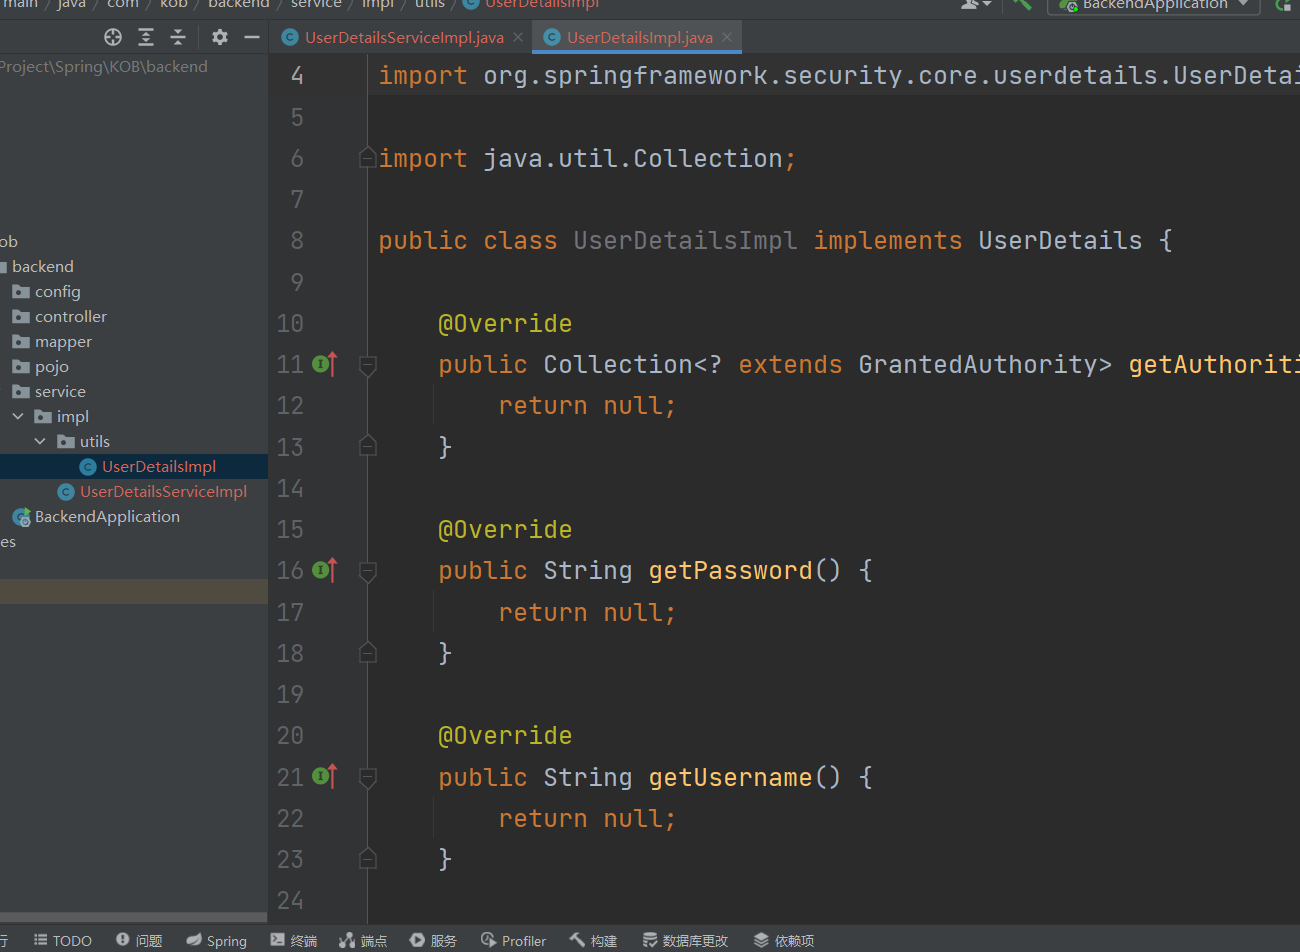 main / java / com / kob / backend / service / impl / utils / UserDetailsImpl
BackendApplication
UserDetailsServiceImpl.java
UserDetailsImpl.java
Project\Spring\KOB\backend
backend
config
controller
mapper
pojo
service
impl
utils
UserDetailsImpl
UserDetailsServiceImpl
BackendApplication
4 import org.springframework.security.core.userdetails.UserDetai
5
6 import java.util.Collection;
7
8 public class UserDetailsImpl implements UserDetails {
9
10 @Override
11 public Collection<? extends GrantedAuthority> getAuthoriti
12 return null;
13 }
14
15 @Override
16 public String getPassword() {
17 return null;
18 }
19
20 @Override
21 public String getUsername() {
22 return null;
23 }
24
行 TODO 问题 Spring 终端 端点 服务 Profiler 构建 数据库更改 依赖项